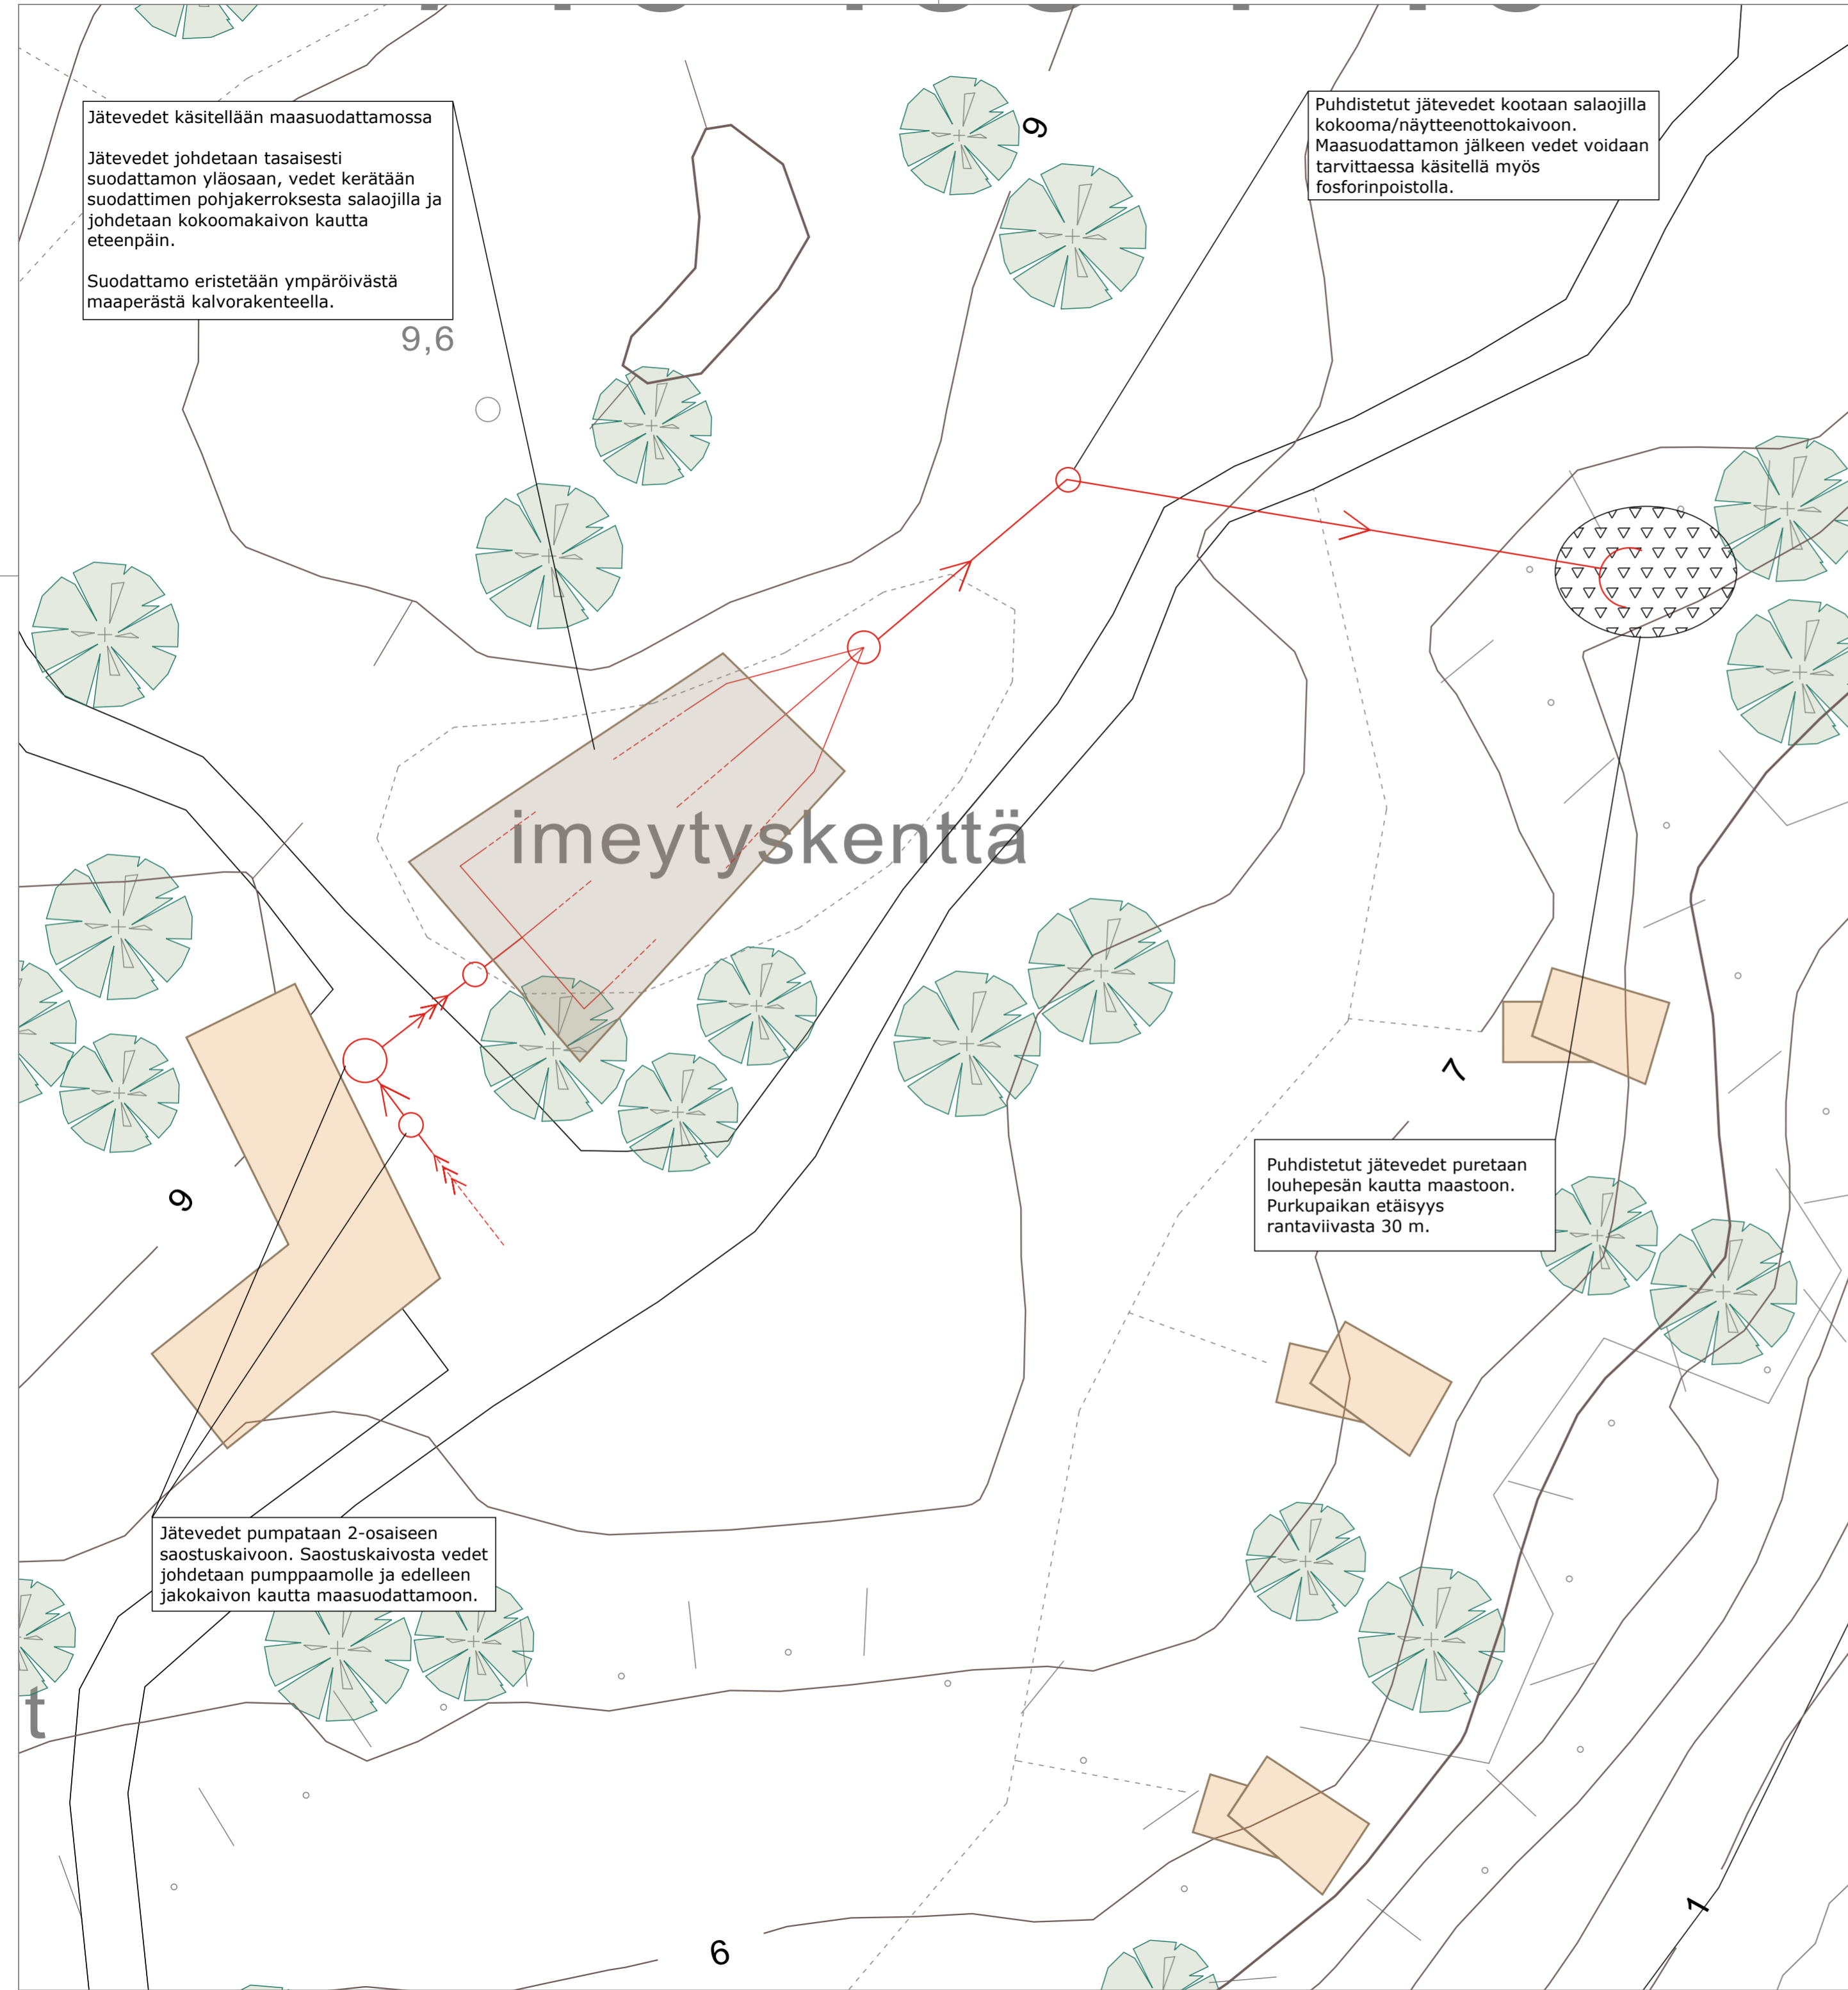 Jätevedet käsitellään maasuodattamossa
Jätevedet johdetaan tasaisesti
suodattamon yläosaan, vedet kerätään
suodattimen pohjakerroksesta salaojilla ja
johdetaan kokoomakaivon kautta
eteenpäin.
Suodattamo eristetään ympäröivästä
maaperästä kalvorakenteella.
9,6
9
Puhdistetut jätevedet kootaan salaojilla
kokooma/näytteenottokaivoon.
Maasuodattamon jälkeen vedet voidaan
tarvittaessa käsitellä myös
fosforinpoistolla.
imeytyskenttä
7
9
Puhdistetut jätevedet puretaan
louhepesän kautta maastoon.
Purkupaikan etäisyys
rantaviivasta 30 m.
Jätevedet pumpataan 2-osaiseen
saostuskaivoon. Saostuskaivosta vedet
johdetaan pumppaamolle ja edelleen
jakokaivon kautta maasuodattamoon.
t
1
6